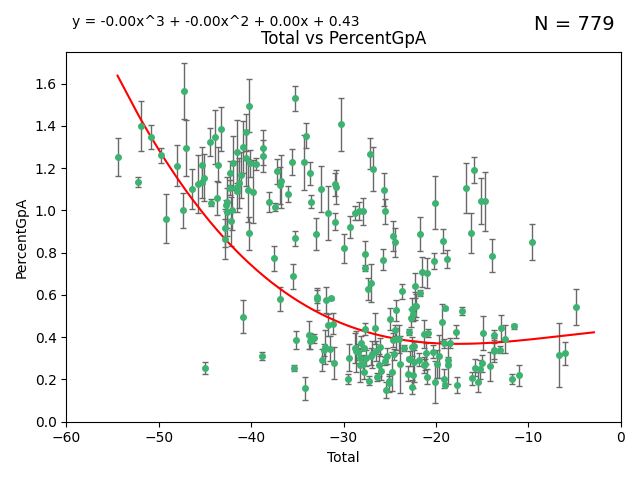 y = -0.00x^3 + -0.00x^2 + 0.00x + 0.43
N = 779
Total vs PercentGpA
PercentGpA
1.6
1.4
1.2
1.0
0.8
0.6
0.4
0.2
0.0
−60 −50 −40 −30 −20 −10 0
Total